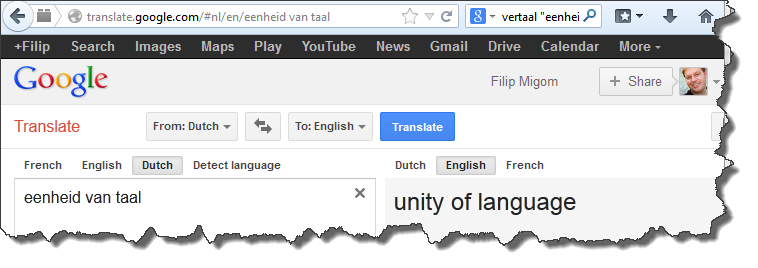 translate.google.com/#nl/en/eenheid van taal
vertaal "eenhei
+Filip Search Images Maps Play YouTube News Gmail Drive Calendar More
Google Filip Migom + Share
Translate From: Dutch To: English Translate
French English Dutch Detect language Dutch English French
eenheid van taal
unity of language